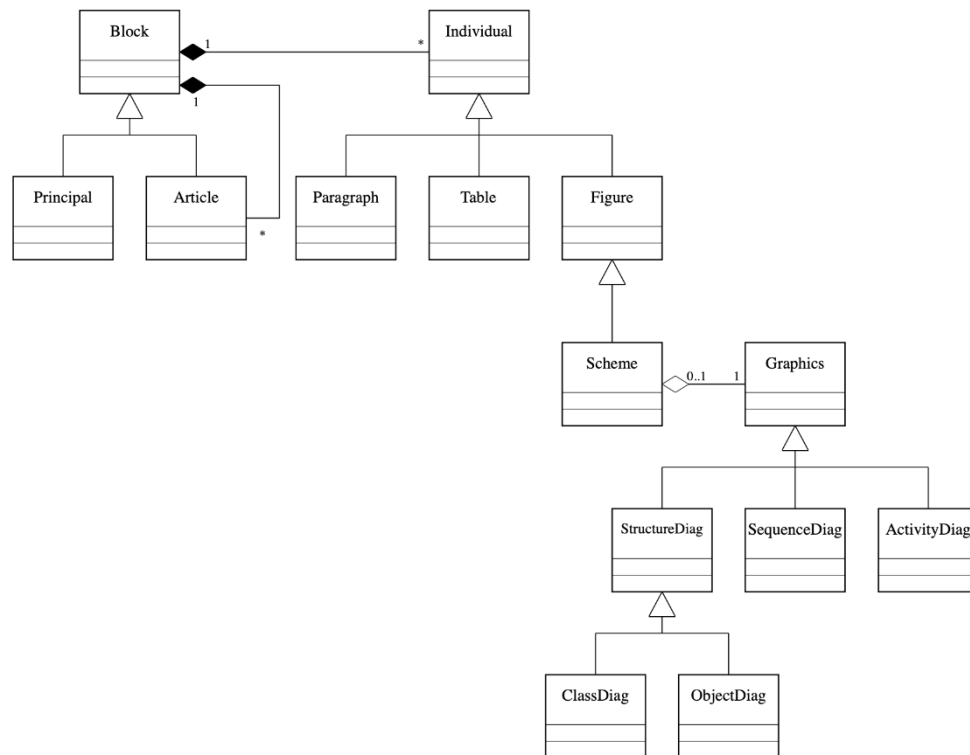 Block
1
*
Individual
1
Principal
Article
*
Paragraph
Table
Figure
Scheme
0..1
1
Graphics
StructureDiag
SequenceDiag
ActivityDiag
ClassDiag
ObjectDiag